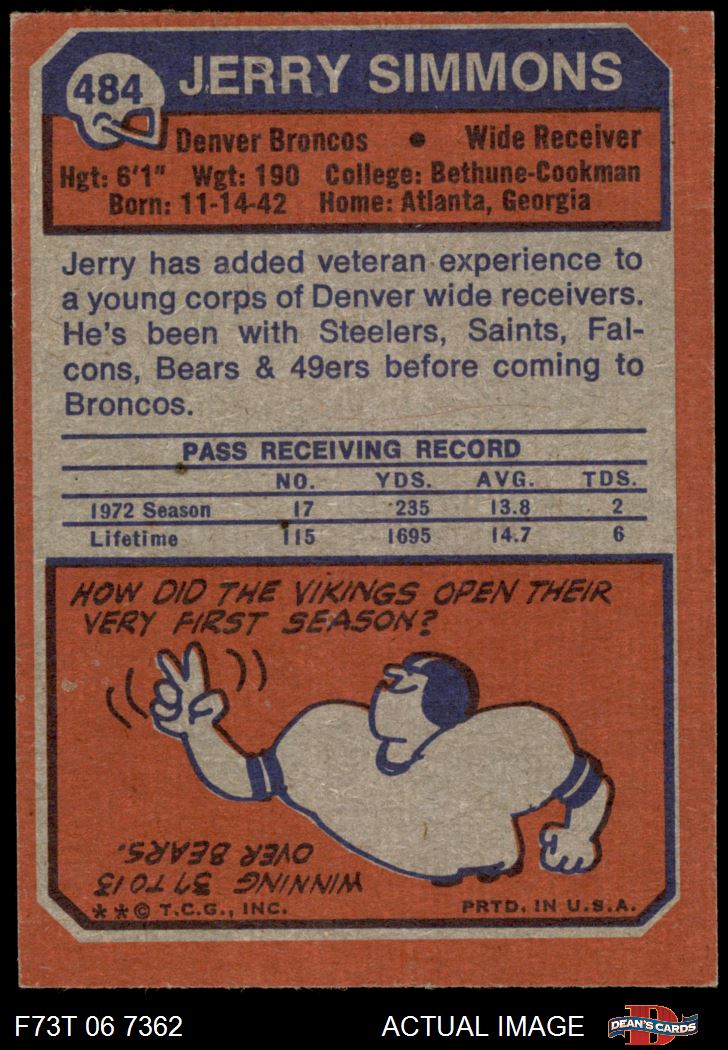 484 JERRY SIMMONS
Denver Broncos • Wide Receiver
Hgt: 6'1" Wgt: 190 College: Bethune-Cookman
Born: 11-14-42 Home: Atlanta, Georgia
Jerry has added veteran experience to
a young corps of Denver wide receivers.
He's been with Steelers, Saints, Fal-
cons, Bears & 49ers before coming to
Broncos.
PASS RECEIVING RECORD
NO. YDS. AVG. TDS.
1972 Season 17 235 13.8 2
Lifetime 115 1695 14.7 6
HOW DID THE VIKINGS OPEN THEIR
VERY FIRST SEASON?
WINNING 37 TO 13
OVER BEARS.
**© T.C.G., INC. PRTD. IN U.S.A.
F73T 06 7362 ACTUAL IMAGE D DEAN'S CARDS